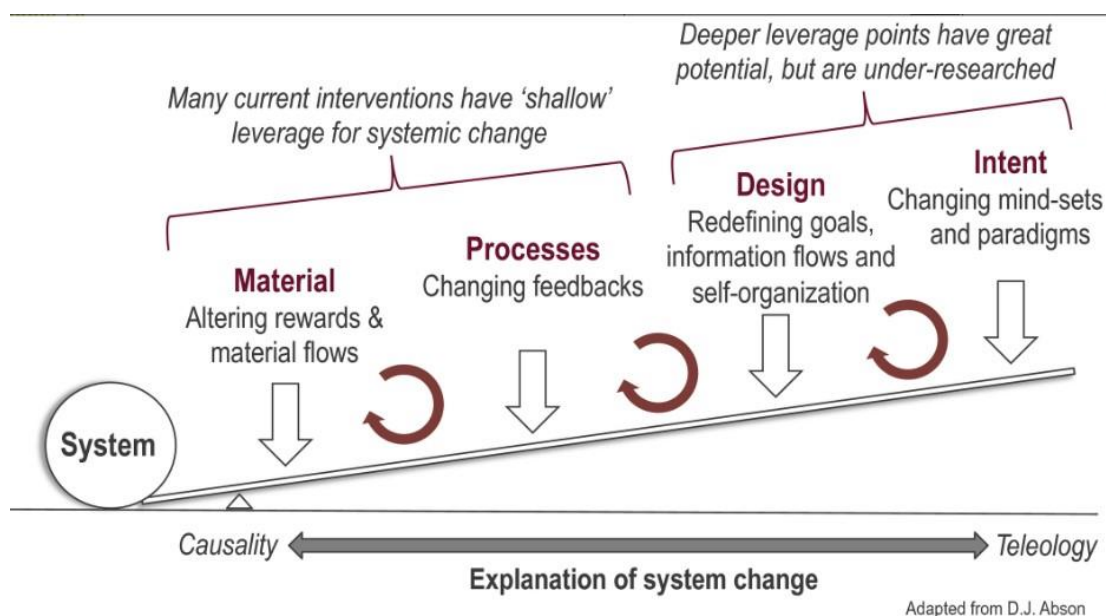 Many current interventions have ‘shallow’
leverage for systemic change
Deeper leverage points have great
potential, but are under-researched
Material
Altering rewards &
material flows
Processes
Changing feedbacks
Design
Redefining goals,
information flows and
self-organization
Intent
Changing mind-sets
and paradigms
System
Causality
Teleology
Explanation of system change
Adapted from D.J. Abson